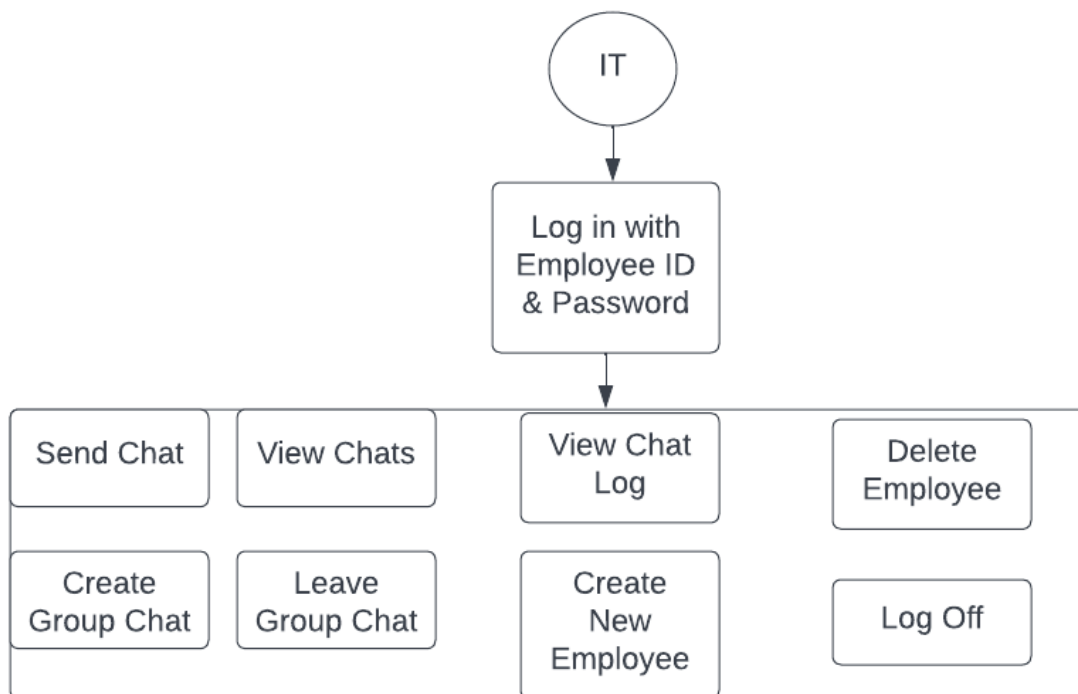 IT
Log in with
Employee ID
& Password
Send Chat
View Chats
View Chat
Log
Delete
Employee
Create
Group Chat
Leave
Group Chat
Create
New
Employee
Log Off